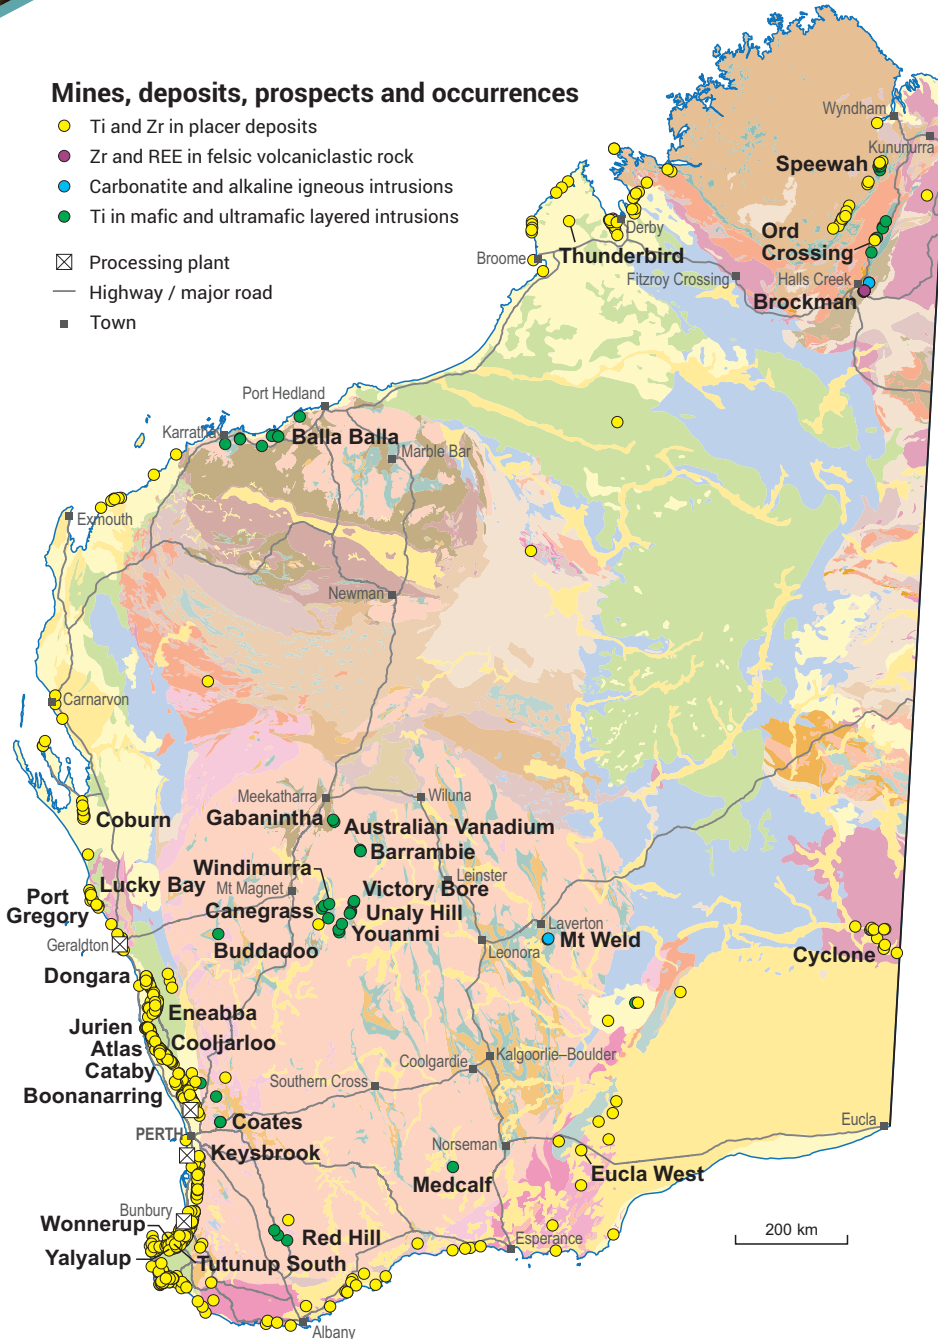 Mines, deposits, prospects and occurrences
Ti and Zr in placer deposits
Zr and REE in felsic volcaniclastic rock
Carbonatite and alkaline igneous intrusions
Ti in mafic and ultramafic layered intrusions
Processing plant
Highway / major road
Town
Wyndham
Kununurra
Speewah
Derby
Ord
Crossing
Broome
Thunderbird
Fitzroy Crossing
Halls Creek
Brockman
Port Hedland
Karratha
Balla Balla
Marble Bar
Exmouth
Newman
Carnarvon
Meekatharra
Wiluna
Coburn
Gabanintha
Australian Vanadium
Barrambie
Windimurra
Leinster
Lucky Bay
Mt Magnet
Victory Bore
Port
Gregory
Canegrass
Unaly Hill
Youanmi
Laverton
Geraldton
Buddadoo
Mt Weld
Leonora
Cyclone
Dongara
Eneabba
Jurien
Cooljarloo
Atlas
Cataby
Kalgoorlie–Boulder
Coolgardie
Southern Cross
Boonanarring
Coates
Eucla
PERTH
Keysbrook
Norseman
Medcalf
Eucla West
Bunbury
Wonnerup
Red Hill
Esperance
200 km
Yalyalup
Tutunup South
Albany